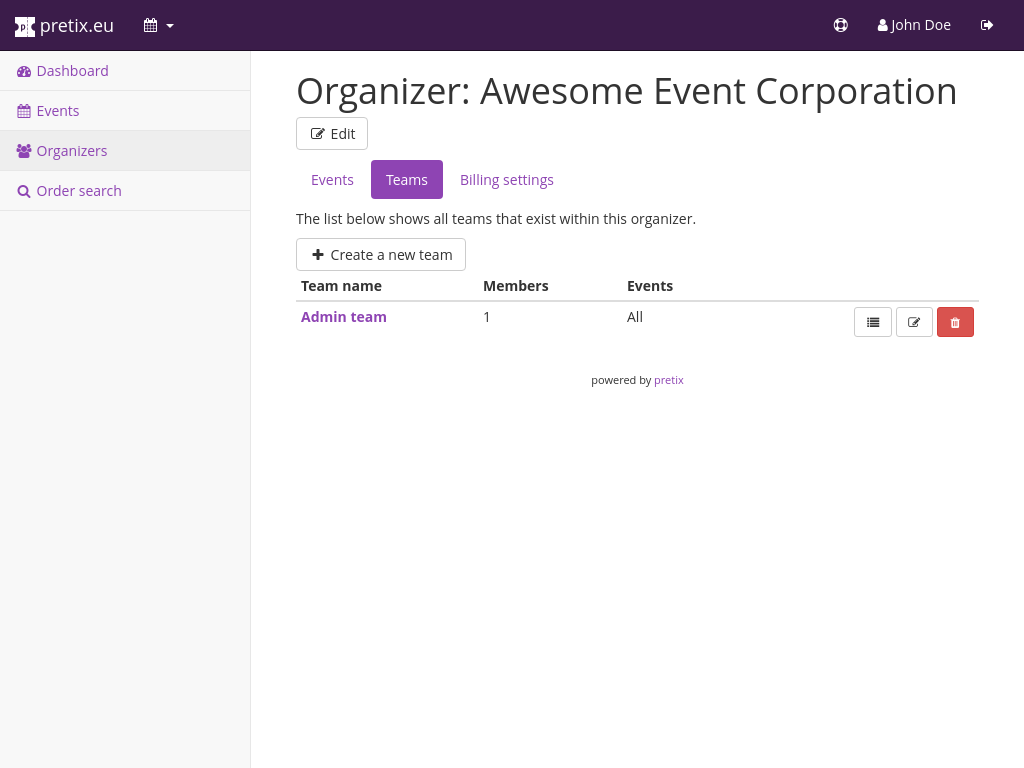 pretix.eu
John Doe
Dashboard
Events
Organizers
Order search
Organizer: Awesome Event Corporation
Edit
Events Teams Billing settings
The list below shows all teams that exist within this organizer.
Create a new team
Team name Members Events
Admin team 1 All
powered by pretix